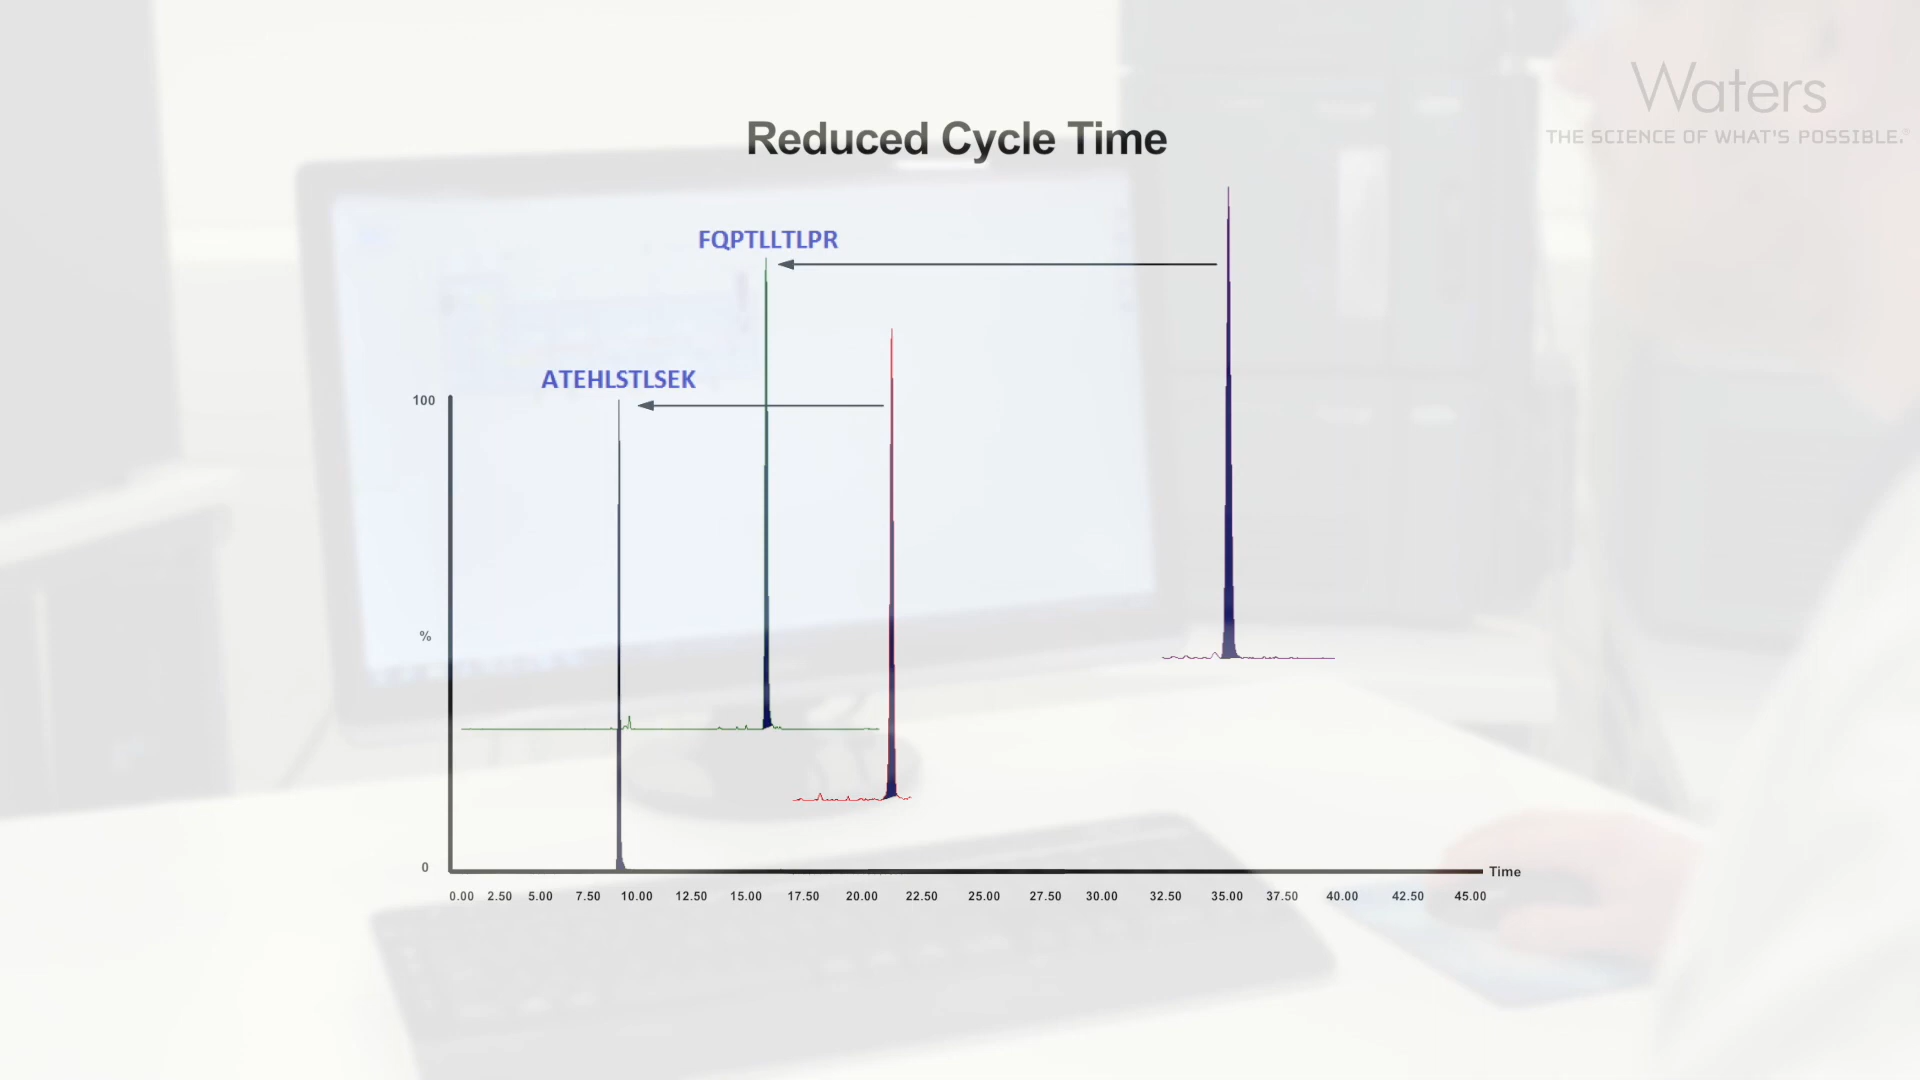 Waters
THE SCIENCE OF WHAT'S POSSIBLE.®
Reduced Cycle Time
FQPTLLTLPR
ATEHLSTLSEK
100
%
0
Time
0.00 2.50 5.00 7.50 10.00 12.50 15.00 17.50 20.00 22.50 25.00 27.50 30.00 32.50 35.00 37.50 40.00 42.50 45.00